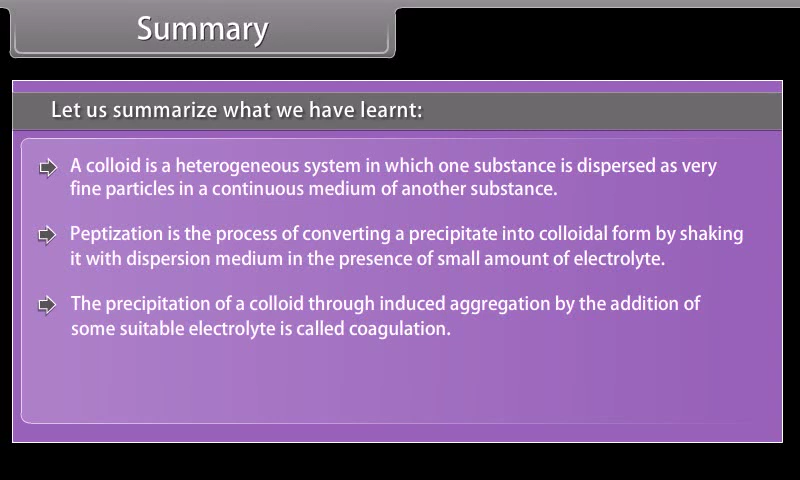 Summary
Let us summarize what we have learnt:
A colloid is a heterogeneous system in which one substance is dispersed as very
fine particles in a continuous medium of another substance.
Peptization is the process of converting a precipitate into colloidal form by shaking
it with dispersion medium in the presence of small amount of electrolyte.
The precipitation of a colloid through induced aggregation by the addition of
some suitable electrolyte is called coagulation.